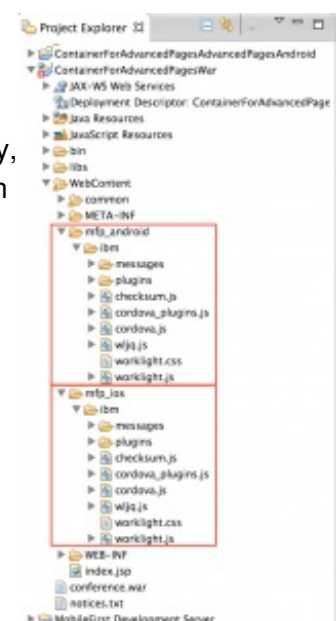 Project Explorer
ContainerForAdvancedPagesAdvancedPagesAndroid
ContainerForAdvancedPagesWar
JAX-WS Web Services
Deployment Descriptor: ContainerForAdvancedPage
Java Resources
JavaScript Resources
bin
libs
WebContent
common
META-INF
mfp_android
ibm
messages
plugins
checksum.js
cordova_plugins.js
cordova.js
wljq.js
worklight.css
worklight.js
mfp_ios
ibm
messages
plugins
checksum.js
cordova_plugins.js
cordova.js
wljq.js
worklight.css
worklight.js
WEB-INF
index.jsp
conference.war
notices.txt
MobileFirst Development Server